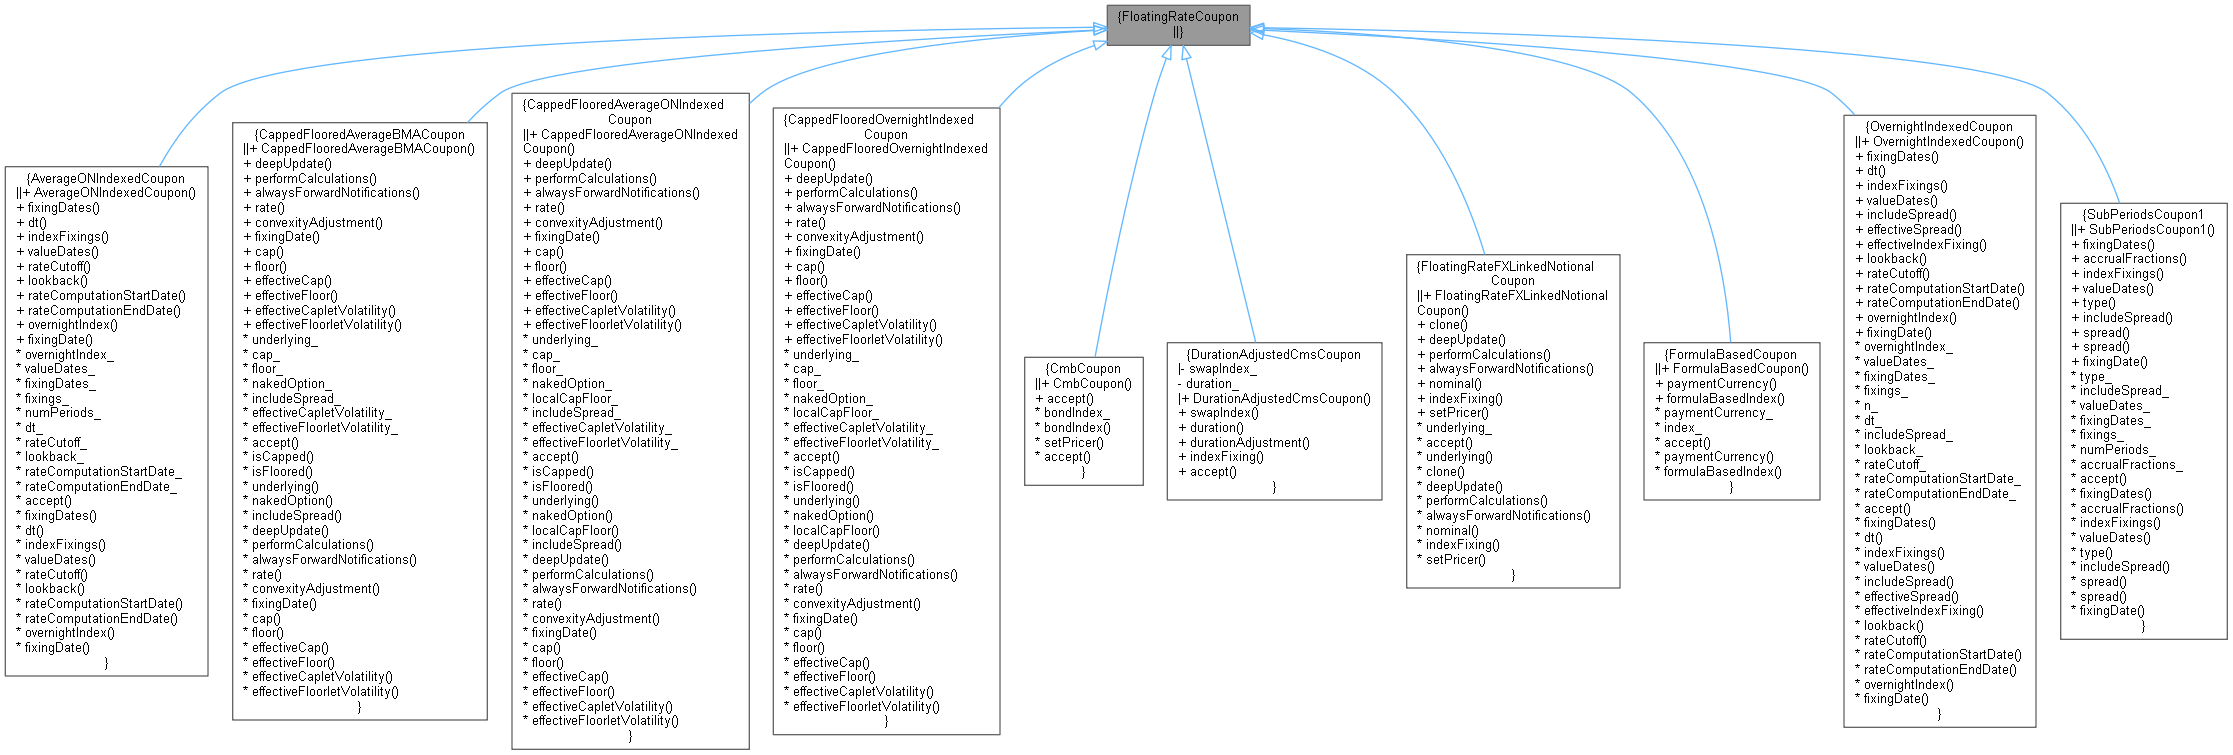 {FloatingRateCoupon
||}
{AverageONIndexedCoupon
||+ AverageONIndexedCoupon()
+ fixingDates()
+ dt()
+ indexFixings()
+ valueDates()
+ rateCutoff()
+ lookback()
+ rateComputationStartDate()
+ rateComputationEndDate()
+ overnightIndex()
+ fixingDate()
* overnightIndex_
* valueDates_
* fixingDates_
* fixings_
* numPeriods_
* dt_
* rateCutoff_
* lookback_
* rateComputationStartDate_
* rateComputationEndDate_
* accept()
* fixingDates()
* dt()
* indexFixings()
* valueDates()
* rateCutoff()
* lookback()
* rateComputationStartDate()
* rateComputationEndDate()
* overnightIndex()
* fixingDate()
}
{CappedFlooredAverageBMACoupon
||+ CappedFlooredAverageBMACoupon()
+ deepUpdate()
+ performCalculations()
+ alwaysForwardNotifications()
+ rate()
+ convexityAdjustment()
+ fixingDate()
+ cap()
+ floor()
+ effectiveCap()
+ effectiveFloor()
+ effectiveCapletVolatility()
+ effectiveFloorletVolatility()
* underlying_
* cap_
* floor_
* nakedOption_
* includeSpread_
* effectiveCapletVolatility_
* effectiveFloorletVolatility_
* accept()
* isCapped()
* isFloored()
* underlying()
* nakedOption()
* includeSpread()
* deepUpdate()
* performCalculations()
* alwaysForwardNotifications()
* rate()
* convexityAdjustment()
* fixingDate()
* cap()
* floor()
* effectiveCap()
* effectiveFloor()
* effectiveCapletVolatility()
* effectiveFloorletVolatility()
}
{CappedFlooredAverageONIndexed
Coupon
||+ CappedFlooredAverageONIndexed
Coupon()
+ deepUpdate()
+ performCalculations()
+ alwaysForwardNotifications()
+ rate()
+ convexityAdjustment()
+ fixingDate()
+ cap()
+ floor()
+ effectiveCap()
+ effectiveFloor()
+ effectiveCapletVolatility()
+ effectiveFloorletVolatility()
* underlying_
* cap_
* floor_
* nakedOption_
* localCapFloor_
* includeSpread_
* effectiveCapletVolatility_
* effectiveFloorletVolatility_
* accept()
* isCapped()
* isFloored()
* underlying()
* nakedOption()
* localCapFloor()
* includeSpread()
* deepUpdate()
* performCalculations()
* alwaysForwardNotifications()
* rate()
* convexityAdjustment()
* fixingDate()
* cap()
* floor()
* effectiveCap()
* effectiveFloor()
* effectiveCapletVolatility()
* effectiveFloorletVolatility()
}
{CappedFlooredOvernightIndexed
Coupon
||+ CappedFlooredOvernightIndexed
Coupon()
+ deepUpdate()
+ performCalculations()
+ alwaysForwardNotifications()
+ rate()
+ convexityAdjustment()
+ fixingDate()
+ cap()
+ floor()
+ effectiveCap()
+ effectiveFloor()
+ effectiveCapletVolatility()
+ effectiveFloorletVolatility()
* underlying_
* cap_
* floor_
* nakedOption_
* localCapFloor_
* effectiveCapletVolatility_
* effectiveFloorletVolatility_
* accept()
* isCapped()
* isFloored()
* underlying()
* nakedOption()
* localCapFloor()
* deepUpdate()
* performCalculations()
* alwaysForwardNotifications()
* rate()
* convexityAdjustment()
* fixingDate()
* cap()
* floor()
* effectiveCap()
* effectiveFloor()
* effectiveCapletVolatility()
* effectiveFloorletVolatility()
}
{CmbCoupon
||+ CmbCoupon()
+ accept()
* bondIndex_
* bondIndex()
* setPricer()
* accept()
}
{DurationAdjustedCmsCoupon
|- swapIndex_
- duration_
|+ DurationAdjustedCmsCoupon()
+ swapIndex()
+ duration()
+ durationAdjustment()
+ indexFixing()
+ accept()
}
{FloatingRateFXLinkedNotional
Coupon
||+ FloatingRateFXLinkedNotional
Coupon()
+ clone()
+ deepUpdate()
+ performCalculations()
+ alwaysForwardNotifications()
+ nominal()
+ indexFixing()
+ setPricer()
* underlying_
* accept()
* underlying()
* clone()
* deepUpdate()
* performCalculations()
* alwaysForwardNotifications()
* nominal()
* indexFixing()
* setPricer()
}
{FormulaBasedCoupon
||+ FormulaBasedCoupon()
+ paymentCurrency()
+ formulaBasedIndex()
* paymentCurrency_
* index_
* accept()
* paymentCurrency()
* formulaBasedIndex()
}
{OvernightIndexedCoupon
||+ OvernightIndexedCoupon()
+ fixingDates()
+ dt()
+ indexFixings()
+ valueDates()
+ includeSpread()
+ effectiveSpread()
+ effectiveIndexFixing()
+ lookback()
+ rateCutoff()
+ rateComputationStartDate()
+ rateComputationEndDate()
+ overnightIndex()
+ fixingDate()
* overnightIndex_
* valueDates_
* fixingDates_
* fixings_
* n_
* dt_
* includeSpread_
* lookback_
* rateCutoff_
* rateComputationStartDate_
* rateComputationEndDate_
* accept()
* fixingDates()
* dt()
* indexFixings()
* valueDates()
* includeSpread()
* effectiveSpread()
* effectiveIndexFixing()
* lookback()
* rateCutoff()
* rateComputationStartDate()
* rateComputationEndDate()
* overnightIndex()
* fixingDate()
}
{SubPeriodsCoupon1
||+ SubPeriodsCoupon1()
+ fixingDates()
+ accrualFractions()
+ indexFixings()
+ valueDates()
+ type()
+ includeSpread()
+ spread()
+ spread()
+ fixingDate()
* type_
* includeSpread_
* valueDates_
* fixingDates_
* fixings_
* numPeriods_
* accrualFractions_
* accept()
* fixingDates()
* accrualFractions()
* indexFixings()
* valueDates()
* type()
* includeSpread()
* spread()
* spread()
* fixingDate()
}